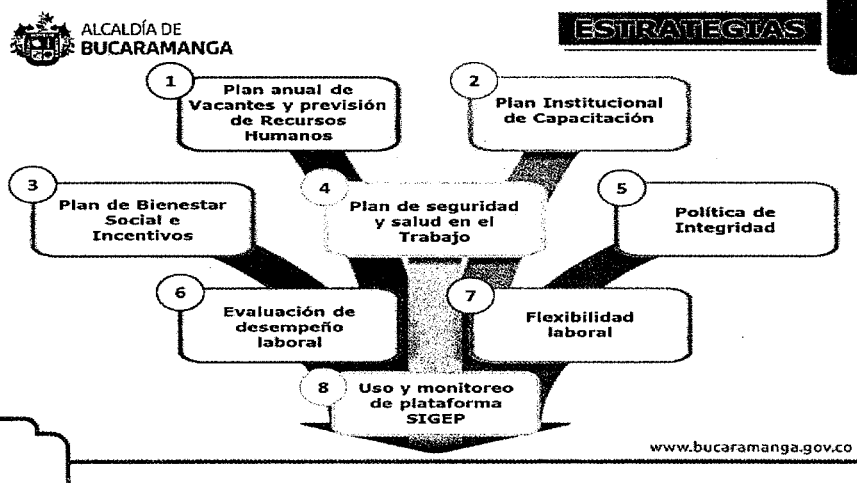 ALCALDÍA DE
BUCARAMANGA
ESTRATEGIAS
1
Plan anual de
Vacantes y previsión
de Recursos
Humanos
2
Plan Institucional
de Capacitación
3
Plan de Bienestar
Social e
Incentivos
4
Plan de seguridad
y salud en el
Trabajo
5
Política de
Integridad
6
Evaluación de
desempeño
laboral
7
Flexibilidad
laboral
8
Uso y monitoreo
de plataforma
SIGEP
www.bucaramanga.gov.co